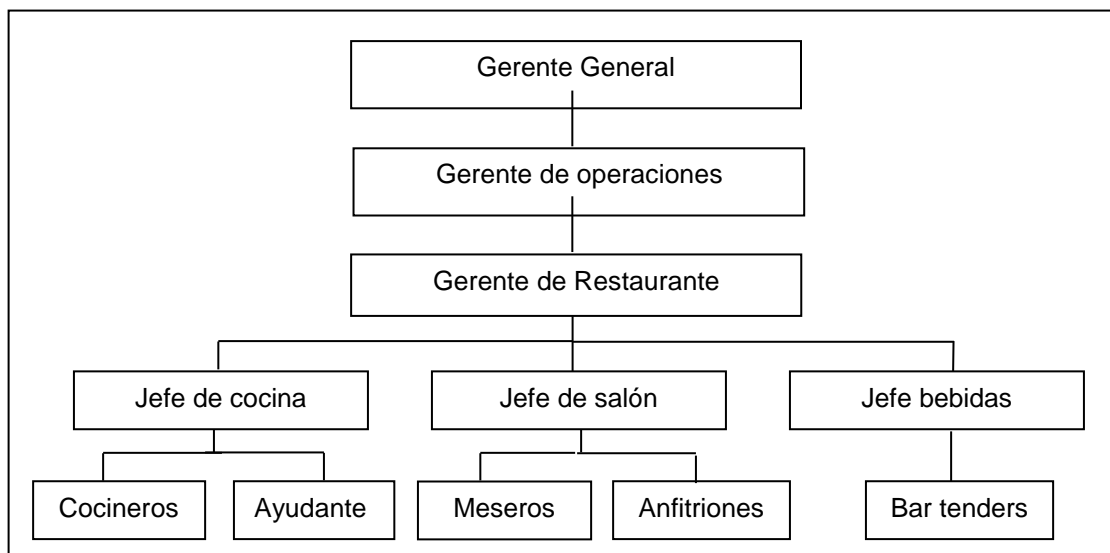 Gerente General
Gerente de operaciones
Gerente de Restaurante
Jefe de cocina
Jefe de salón
Jefe bebidas
Cocineros
Ayudante
Meseros
Anfitriones
Bar tenders